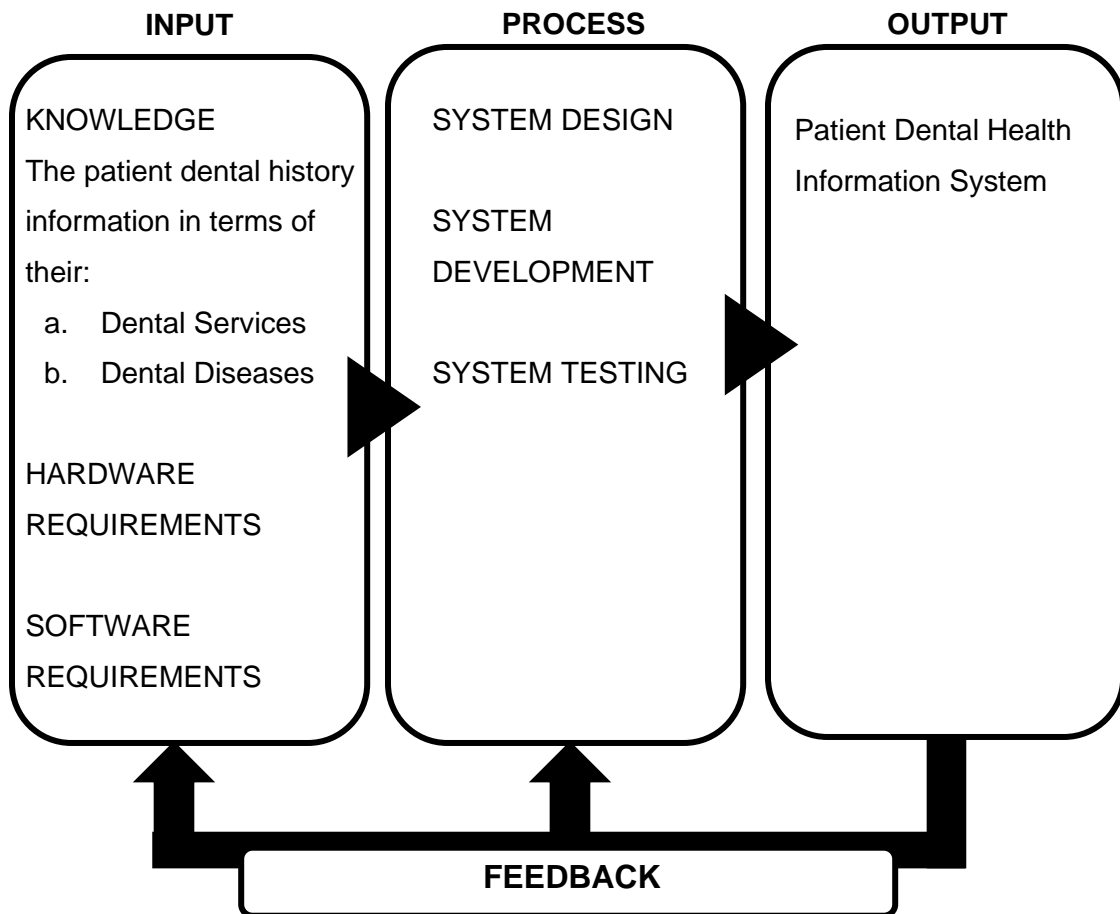 INPUT
KNOWLEDGE
The patient dental history
information in terms of
their:
a. Dental Services
b. Dental Diseases
HARDWARE
REQUIREMENTS
SOFTWARE
REQUIREMENTS
PROCESS
SYSTEM DESIGN
SYSTEM
DEVELOPMENT
SYSTEM TESTING
OUTPUT
Patient Dental Health
Information System
FEEDBACK